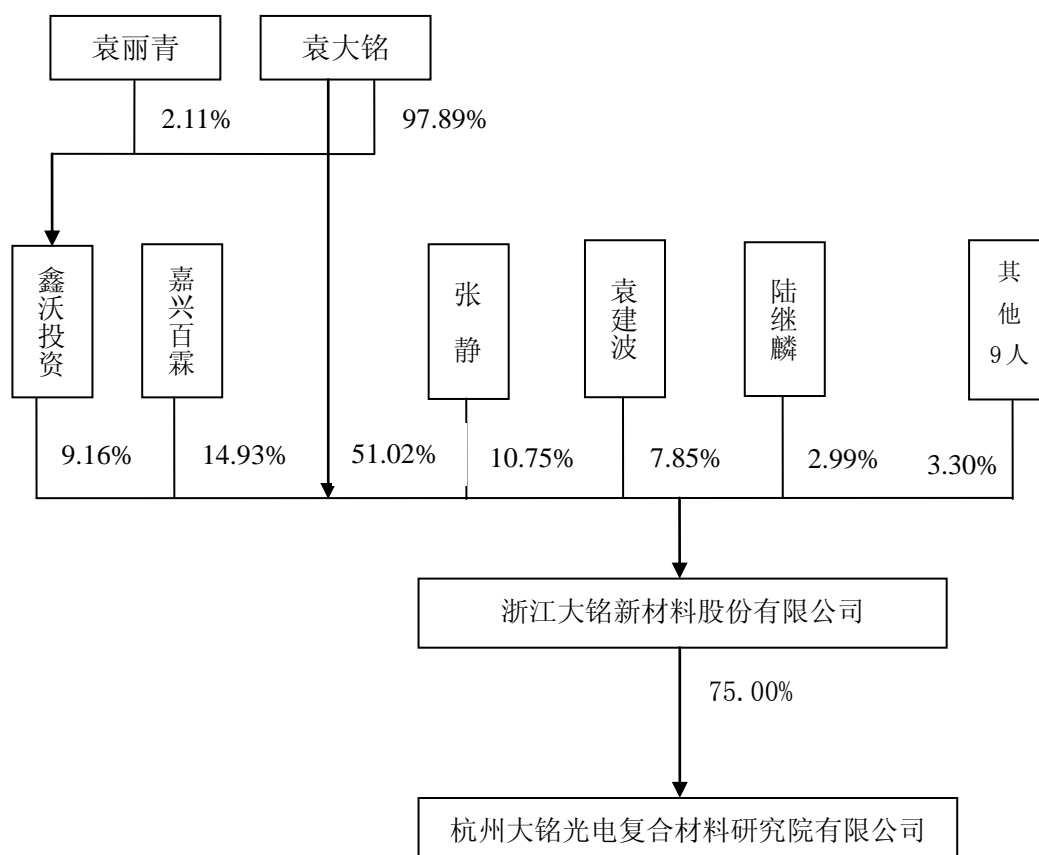 袁丽青
袁大铭
2.11%
97.89%
鑫沃投资
嘉兴百霖
张静
袁建波
陆继麟
其他9人
9.16%
14.93%
51.02%
10.75%
7.85%
2.99%
3.30%
浙江大铭新材料股份有限公司
75.00%
杭州大铭光电复合材料研究院有限公司